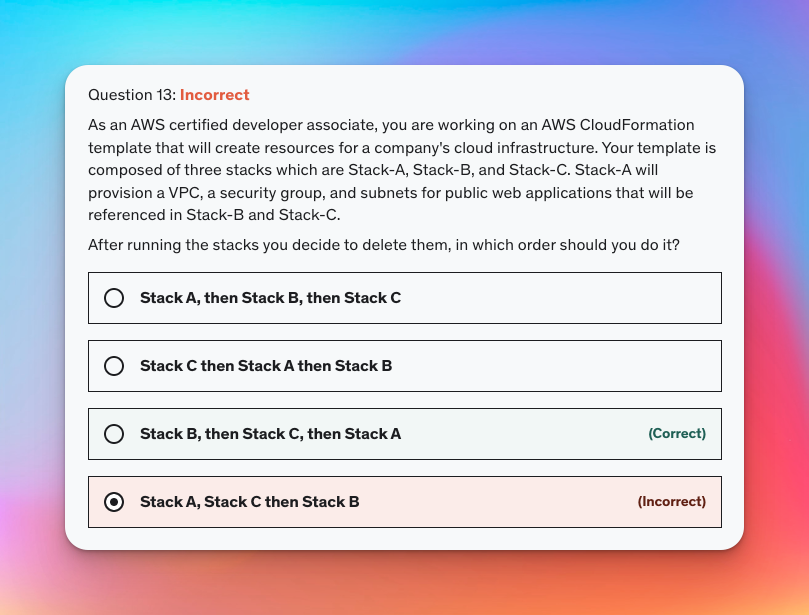 Question 13: Incorrect
As an AWS certified developer associate, you are working on an AWS CloudFormation
template that will create resources for a company's cloud infrastructure. Your template is
composed of three stacks which are Stack-A, Stack-B, and Stack-C. Stack-A will
provision a VPC, a security group, and subnets for public web applications that will be
referenced in Stack-B and Stack-C.
After running the stacks you decide to delete them, in which order should you do it?
Stack A, then Stack B, then Stack C
Stack C then Stack A then Stack B
Stack B, then Stack C, then Stack A (Correct)
Stack A, Stack C then Stack B (Incorrect)